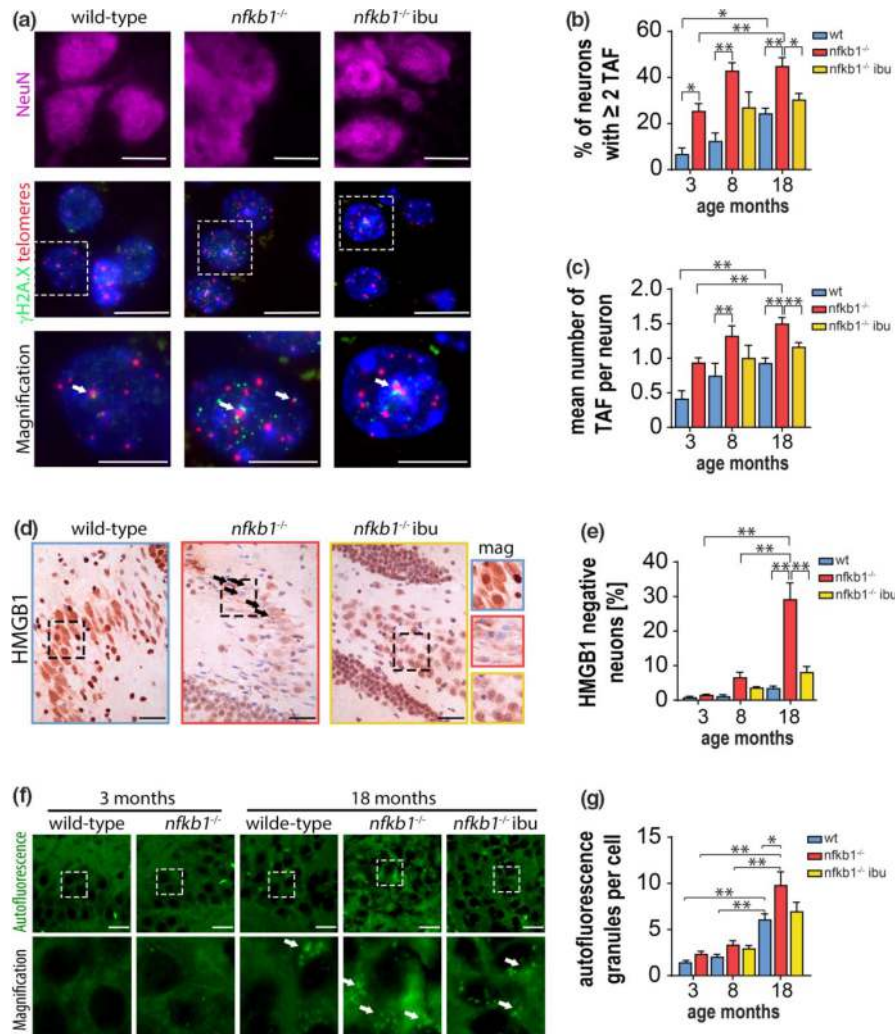 (a)
wild-type nfkb1-/- nfkb1-/- ibu
NeuN
γH2A.X telomeres
Magnification
(b)
% of neurons
with ≥ 2 TAF
60
40
20
0
* **
* ** ** *
3 8 18
age months
wt
nfkb1-/-
nfkb1-/- ibu
(c)
mean number of
TAF per neuron
2.0
1.5
1.0
0.5
0.0
**
**
** ** **
3 8 18
age months
wt
nfkb1-/-
nfkb1-/- ibu
(d)
wild-type nfkb1-/- nfkb1-/- ibu
mag
HMGB1
(e)
HMGB1 negative
neuons [%]
40
30
20
10
0
**
**
** **
3 8 18
age months
wt
nfkb1-/-
nfkb1-/- ibu
(f)
3 months 18 months
wild-type nfkb1-/- wilde-type nfkb1-/- nfkb1-/- ibu
Autofluorescence
Magnification
(g)
autofluorescence
granules per cell
15
10
5
0
*
**
**
**
**
3 8 18
age months
wt
nfkb1-/-
nfkb1-/- ibu